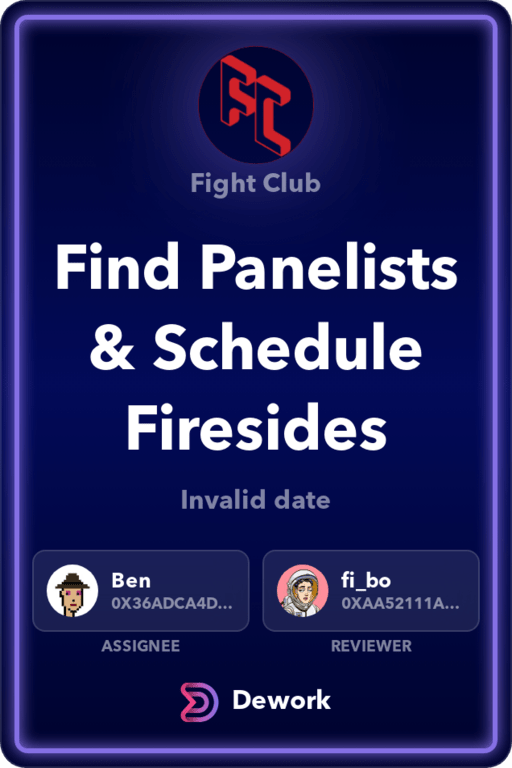 Fight Club
Find Panelists
& Schedule
Firesides
Invalid date
Ben
0X36ADCA4D...
fi_bo
0XAA52111A...
ASSIGNEE
REVIEWER
Dework